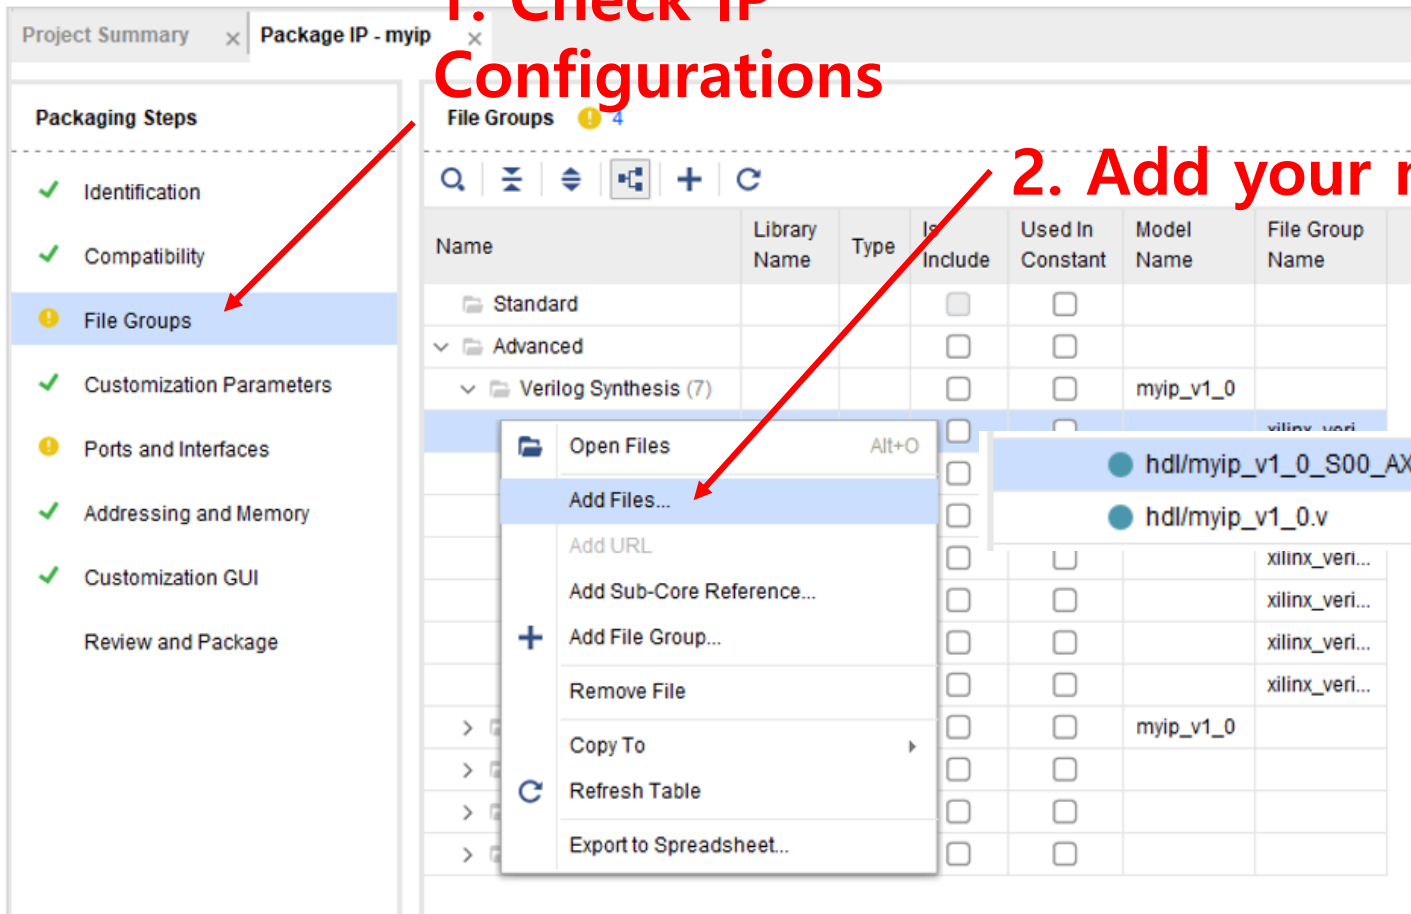 1. Check IP
Configurations
Project Summary
Package IP - myip
Packaging Steps
Identification
Compatibility
File Groups
Customization Parameters
Ports and Interfaces
Addressing and Memory
Customization GUI
Review and Package
File Groups 4
2. Add your
Name
Library Name
Type
Is Include
Used In Constant
Model Name
File Group Name
Standard
Advanced
Verilog Synthesis (7) myip_v1_0
Open Files Alt+O
Add Files...
Add URL
Add Sub-Core Reference...
Add File Group...
Remove File
Copy To
Refresh Table
Export to Spreadsheet...
hdl/myip_v1_0_S00_AX
hdl/myip_v1_0.v
xilinx_veri...
xilinx_veri...
xilinx_veri...
xilinx_veri...
myip_v1_0